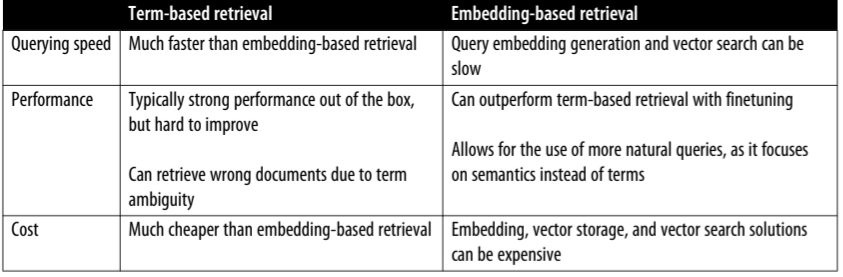 Term-based retrieval Embedding-based retrieval
Querying speed Much faster than embedding-based retrieval Query embedding generation and vector search can be
slow
Performance Typically strong performance out of the box, Can outperform term-based retrieval with finetuning
but hard to improve
Allows for the use of more natural queries, as it focuses
Can retrieve wrong documents due to term on semantics instead of terms
ambiguity
Cost Much cheaper than embedding-based retrieval Embedding, vector storage, and vector search solutions
can be expensive